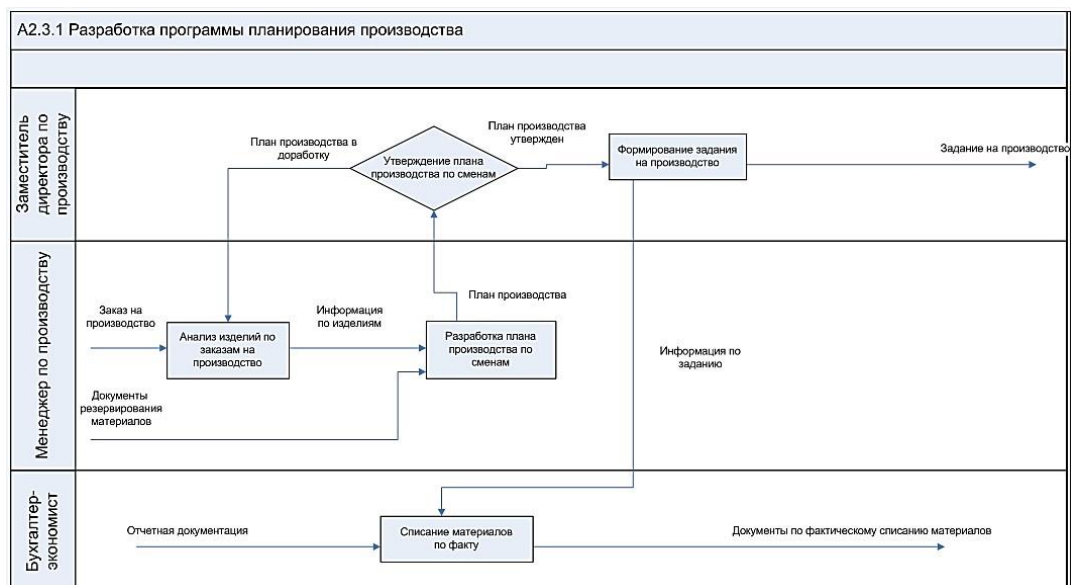 А2.3.1 Разработка программы планирования производства
Заместитель
директора по
производству
План производства в
доработку
Утверждение плана
производства по сменам
План производства
утвержден
Формирование задания
на производство
Задание на производство
Менеджер по производству
Заказ на
производство
Анализ изделий по
заказам на
производство
Информация
по изделиям
План производства
Разработка плана
производства по
сменам
Документы
резервирования
материалов
Информация по
заданию
Бухгалтер-
экономист
Отчетная документация
Списание материалов
по факту
Документы по фактическому списанию материалов